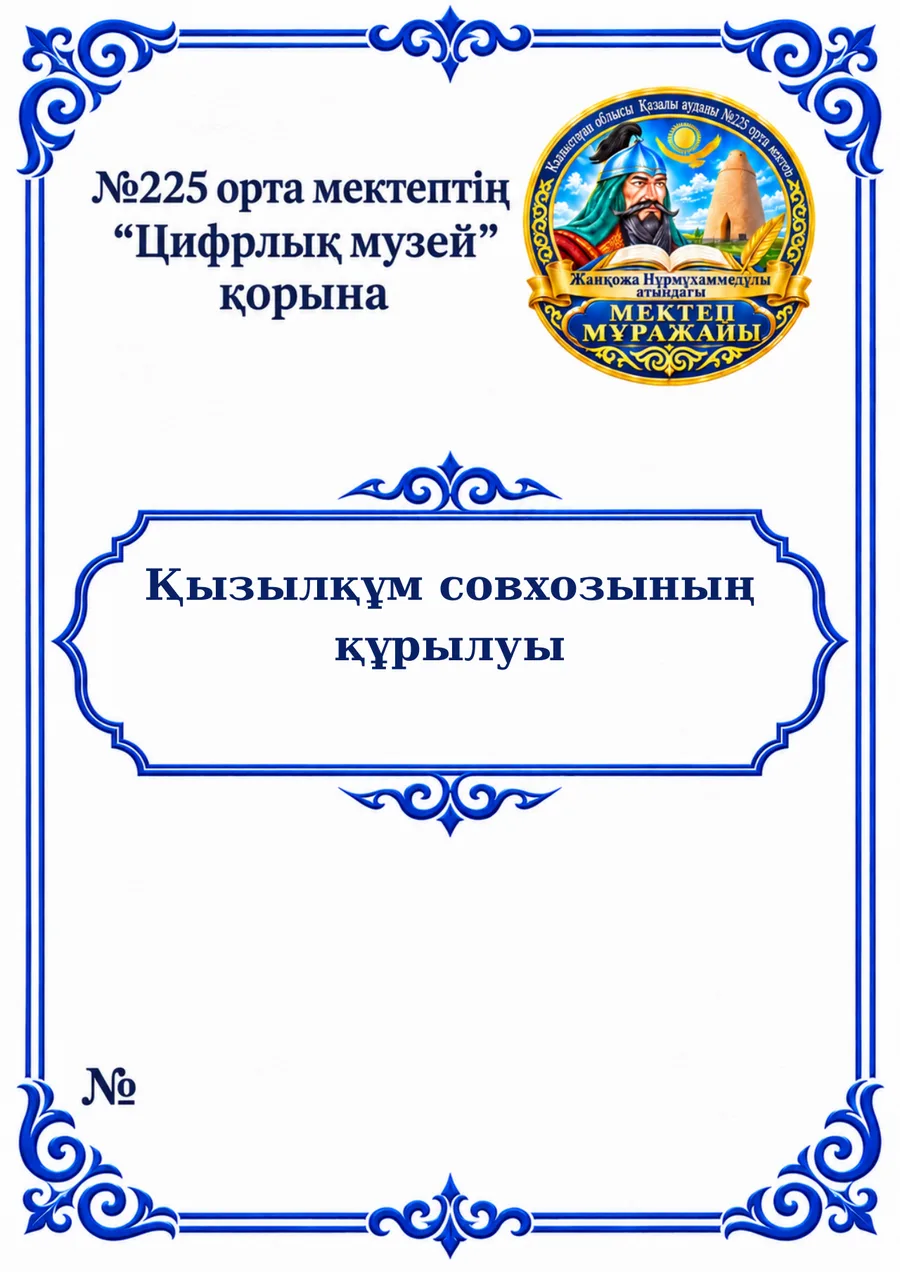 №225 орта мектептің
“Цифрлық музей”
қорына
Қазалы ауданы №225 орта мектеб
Жанқожа Нұрмұхаммедұлы
атындағы
МЕКТЕП
МҰРАЖАЙЫ
Қызылқұм совхозының
құрылуы
№